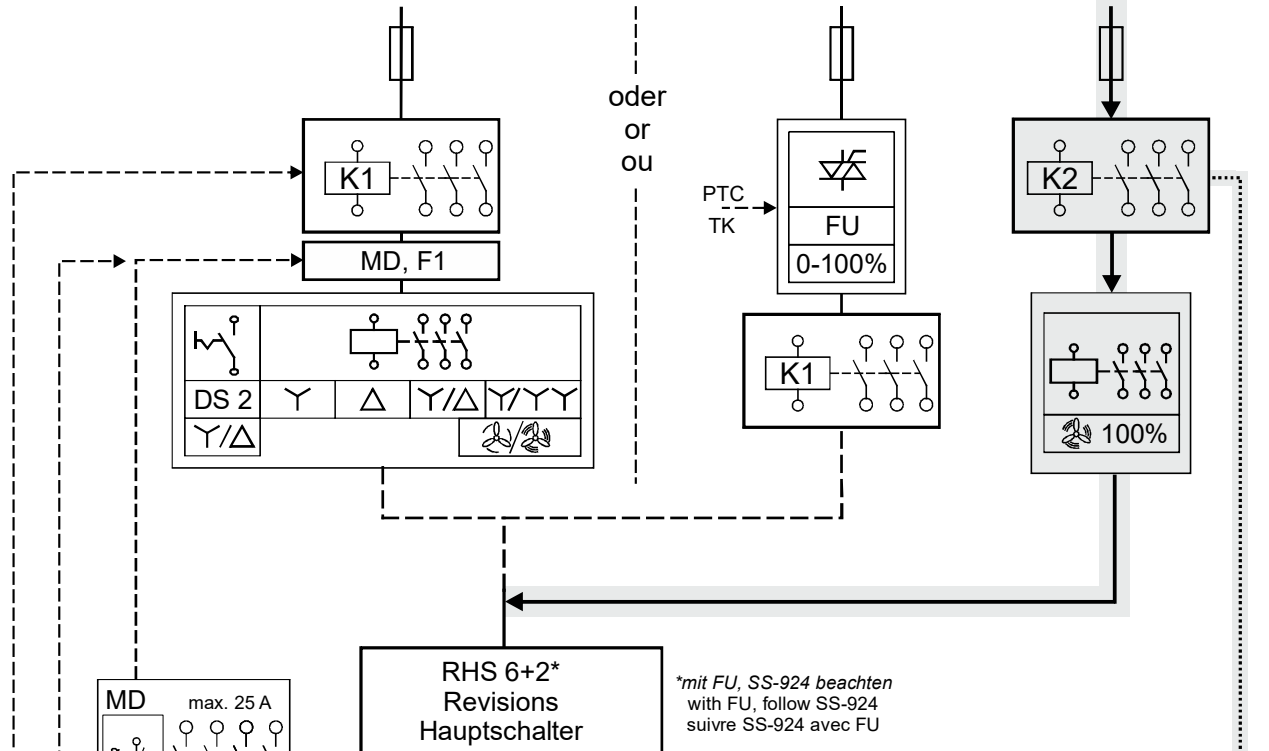 oder
or
ou
K1
K2
PTC
TK
FU
0-100%
MD, F1
K1
DS 2
100%
RHS 6+2*
Revisions
Hauptschalter
*mit FU, SS-924 beachten
with FU, follow SS-924
suivre SS-924 avec FU
MD
max. 25 A